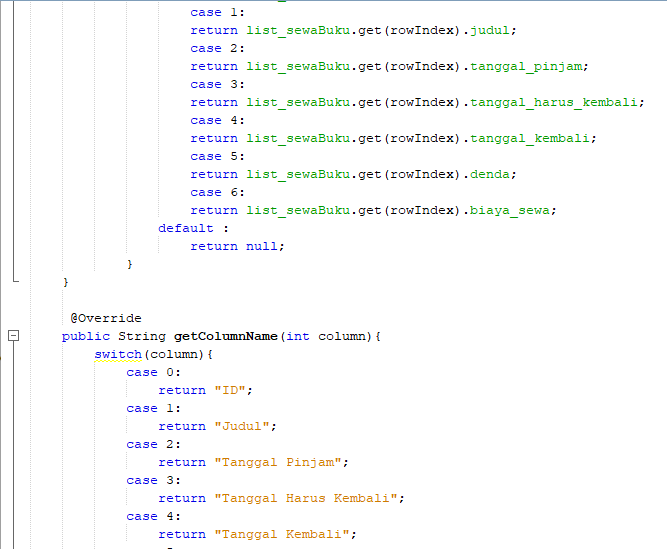 case 1:
return list_sewaBuku.get(rowIndex).judul;
case 2:
return list_sewaBuku.get(rowIndex).tanggal_pinjam;
case 3:
return list_sewaBuku.get(rowIndex).tanggal_harus_kembali;
case 4:
return list_sewaBuku.get(rowIndex).tanggal_kembali;
case 5:
return list_sewaBuku.get(rowIndex).denda;
case 6:
return list_sewaBuku.get(rowIndex).biaya_sewa;
default :
return null;
}
}
@Override
public String getColumnName(int column){
switch(column){
case 0:
return "ID";
case 1:
return "Judul";
case 2:
return "Tanggal Pinjam";
case 3:
return "Tanggal Harus Kembali";
case 4:
return "Tanggal Kembali";